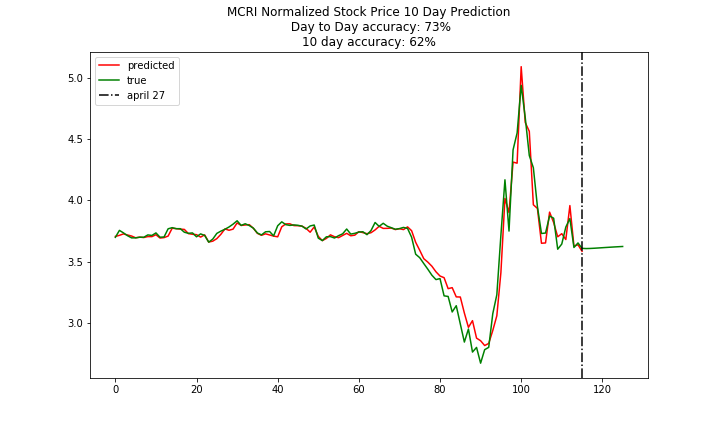 MCRI Normalized Stock Price 10 Day Prediction
Day to Day accuracy: 73%
10 day accuracy: 62%
predicted
true
april 27
5.0
4.5
4.0
3.5
3.0
0 20 40 60 80 100 120